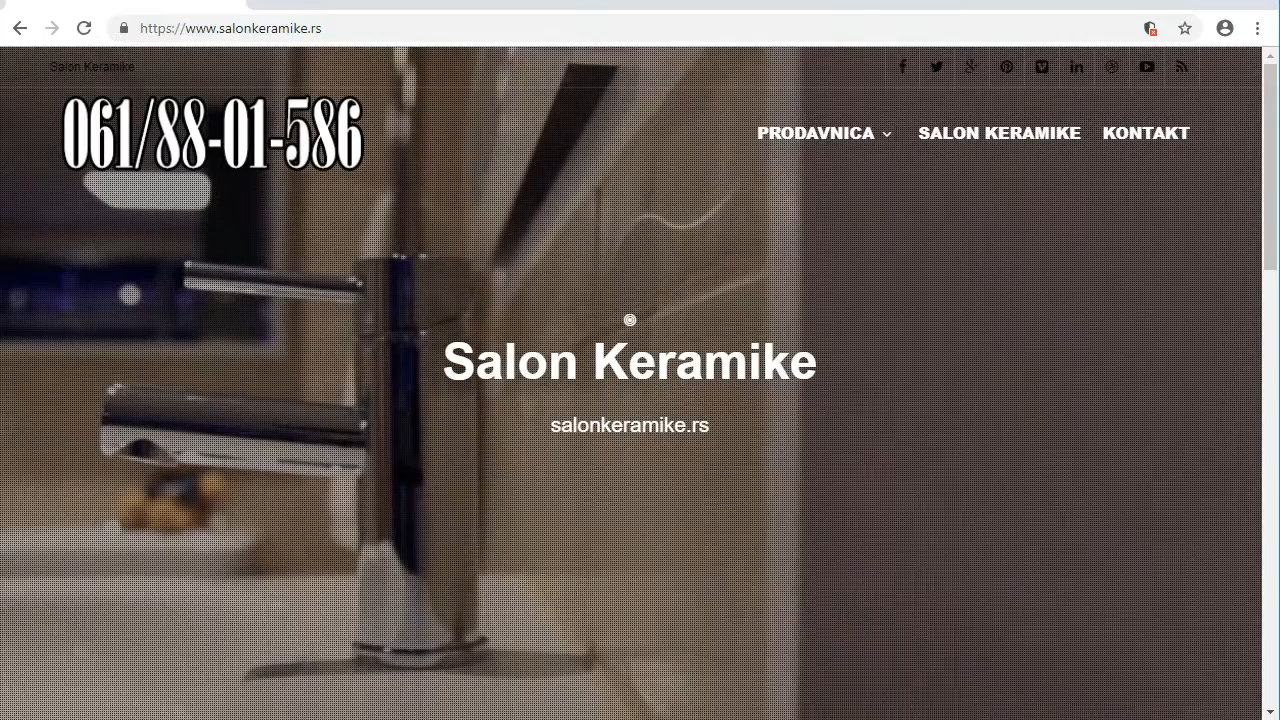 https://www.salonkeramike.rs
Salon Keramike
061/88-01-586
PRODAVNICA
SALON KERAMIKE
KONTAKT
Salon Keramike
salonkeramike.rs